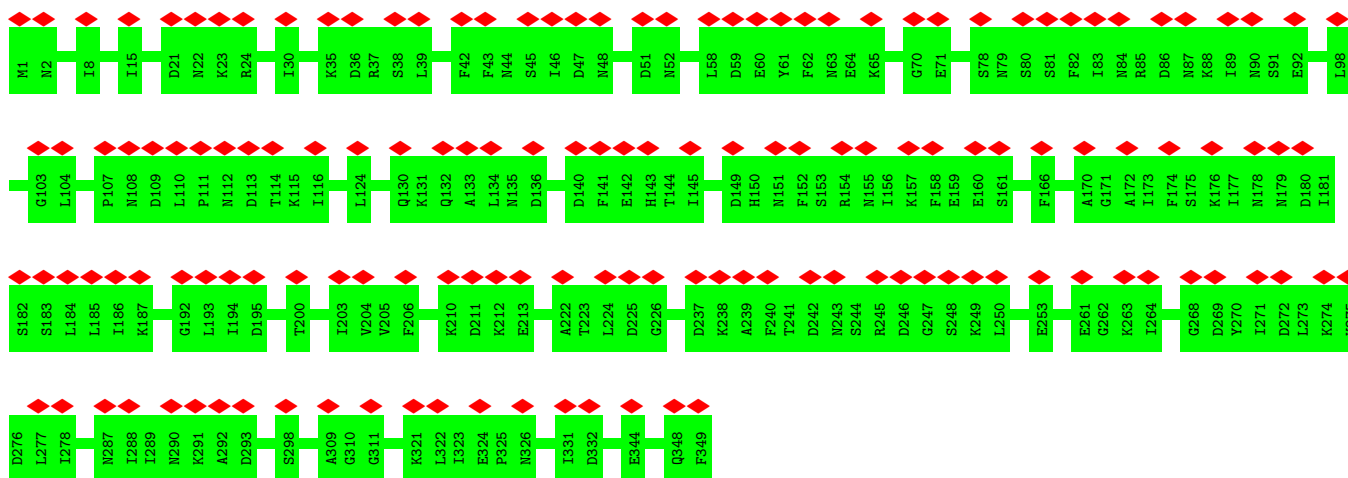 M1 N2 I8 I15 D21 N22 K23 R24 I30 K35 D36 R37 S38 L39 F42 F43 N44 S45 I46 D47 N48 D51 N52 L58 D59 E60 Y61 F62 N63 E64 K65 G70 E71 S78 N79 S80 S81 F82 I83 N84 R85 D86 N87 K88 I89 N90 S91 E92 L98
G103 L104 P107 N108 D109 L110 P111 N112 D113 T114 K115 I116 L124 Q130 K131 Q132 A133 L134 N135 D136 D140 F141 E142 H143 T144 I145 D149 H150 N151 F152 S153 R154 N155 I156 K157 F158 E159 E160 S161 F166 A170 G171 A172 I173 F174 S175 K176 I177 N178 N179 D180 I181
S182 S183 L184 L185 I186 K187 G192 L193 I194 D195 T200 I203 V204 V205 F206 K210 D211 K212 E213 A222 T223 L224 D225 G226 D237 K238 A239 F240 T241 D242 N243 S244 R245 D246 G247 S248 K249 L250 E253 E261 G262 K263 I264 G268 D269 Y270 I271 D272 L273 K274
D276 L277 I278 N287 I288 I289 N290 K291 A292 D293 S298 A309 G310 G311 K321 L322 I323 E324 P325 N326 I331 D332 E344 Q348 F349